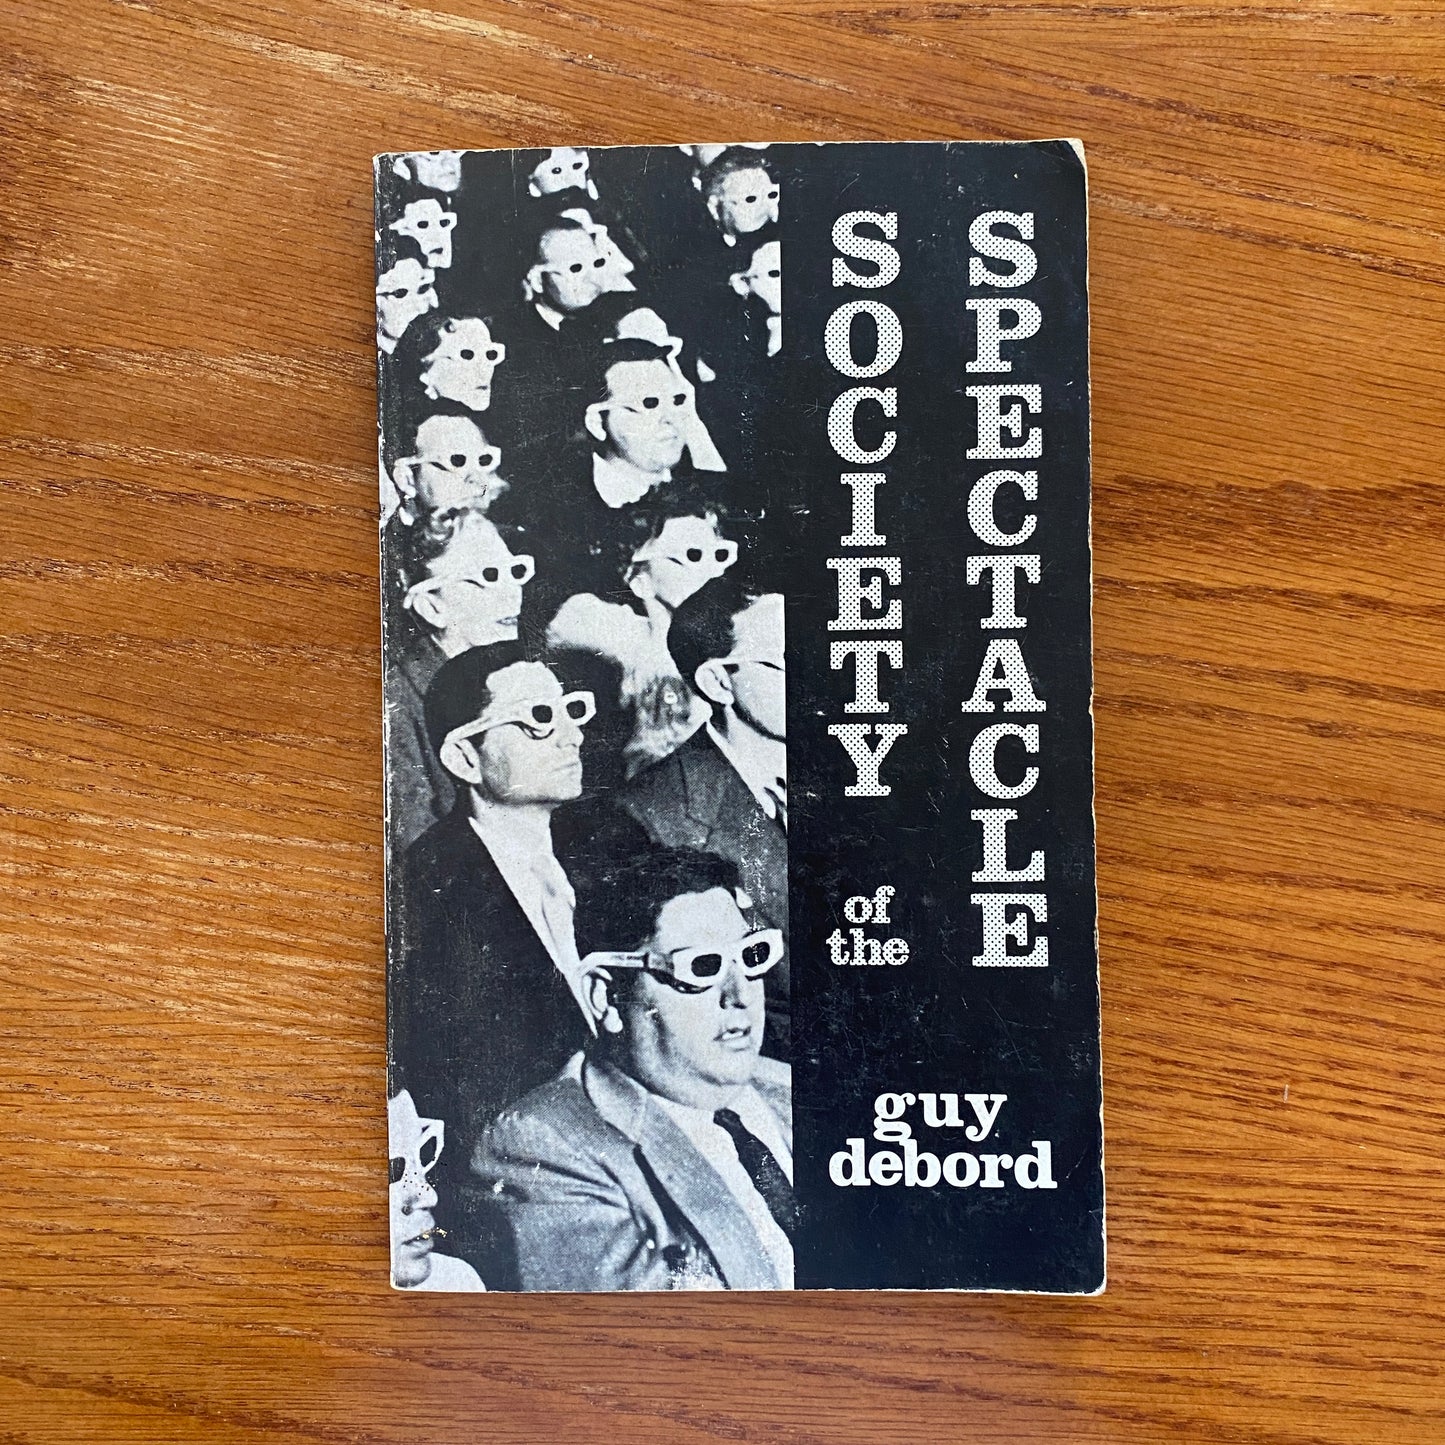 SOCIETY
of
the
SPECTACLE
guy
debord